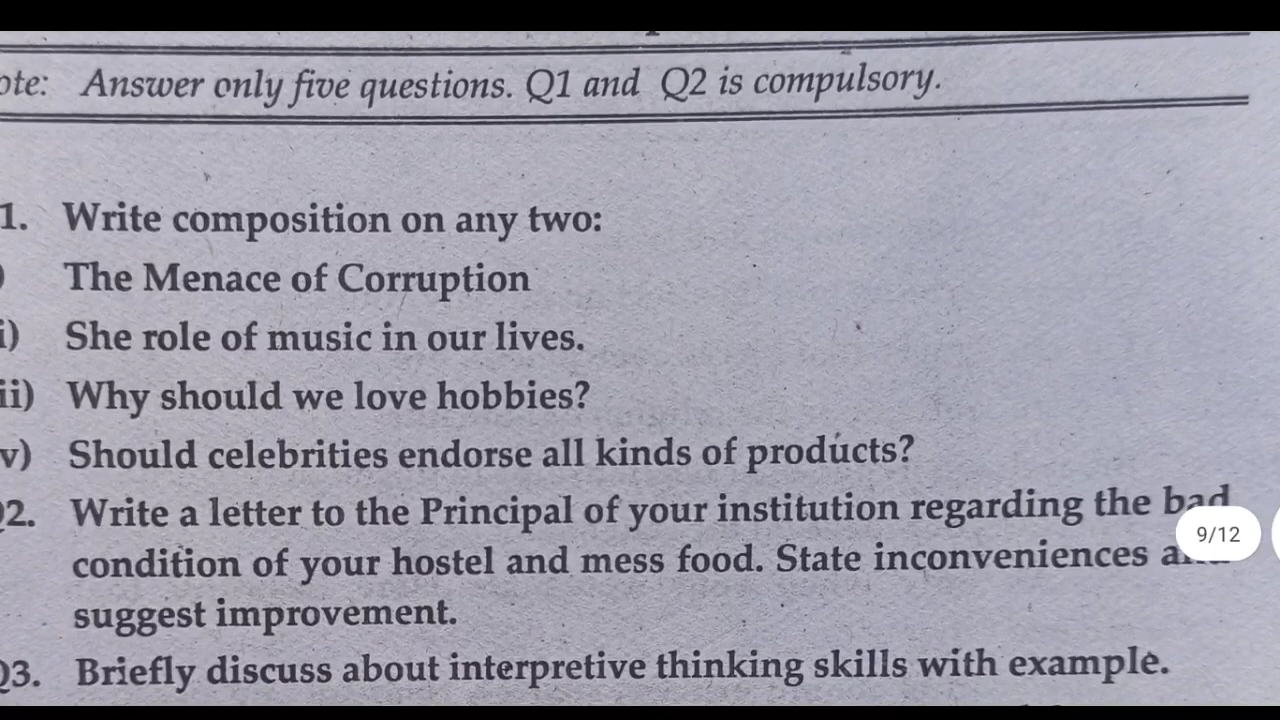 ote: Answer only five questions. Q1 and Q2 is compulsory.
1. Write composition on any two:
) The Menace of Corruption
i) She role of music in our lives.
ii) Why should we love hobbies?
v) Should celebrities endorse all kinds of products?
2. Write a letter to the Principal of your institution regarding the bad
9/12
condition of your hostel and mess food. State inconveniences
suggest improvement.
Q3. Briefly discuss about interpretive thinking skills with example.